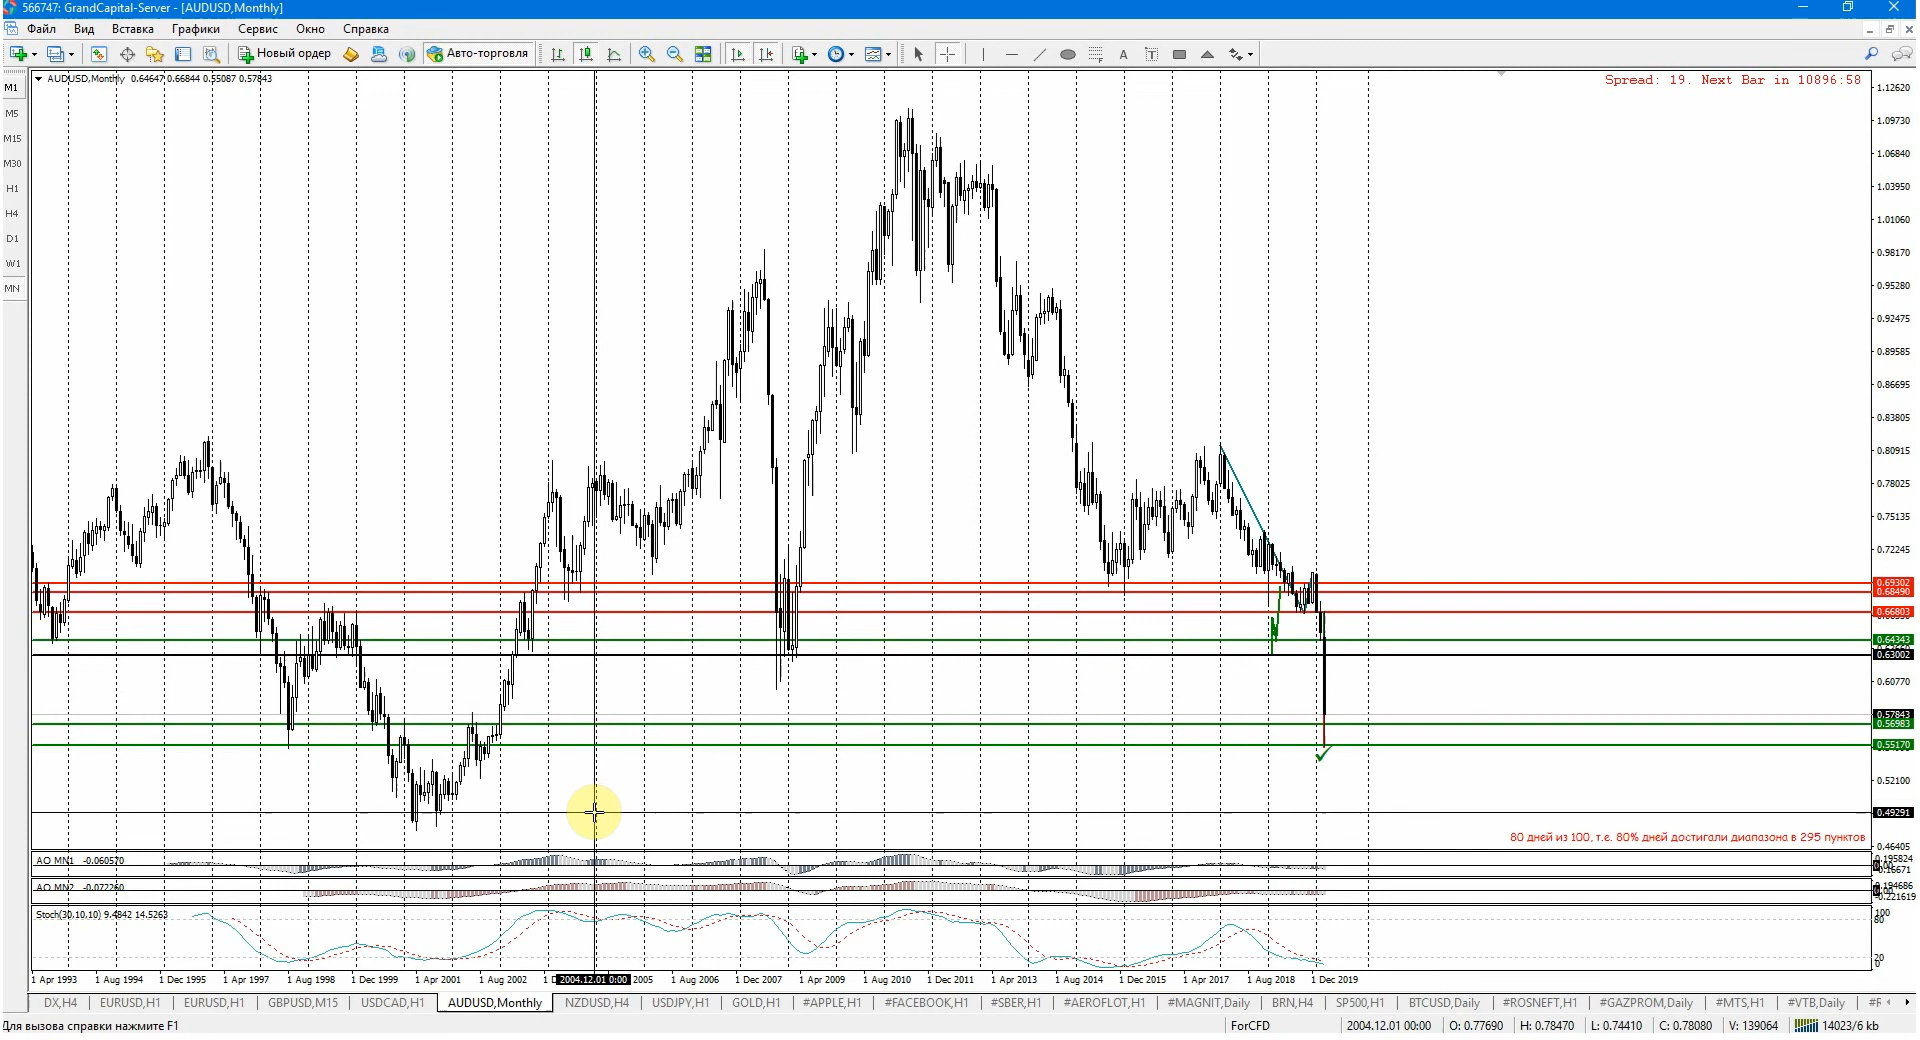 566747: GrandCapital-Server - [AUDUSD,Monthly]
Файл Вид Вставка Графики Сервис Окно Справка
Новый ордер Авто-торговля
M1
M5
M15
M30
H1
H4
D1
W1
MN
AUDUSD,Monthly 0.64647 0.66844 0.55087 0.57843
Spread: 19. Next Bar in 10896:58
1.12620
1.09730
1.06840
1.03950
1.01060
0.98170
0.95280
0.92475
0.89585
0.86695
0.83805
0.80915
0.78025
0.75135
0.72245
0.69302
0.68490
0.66803
0.64343
0.63002
0.60770
0.57843
0.56983
0.55170
0.52100
0.49291
0.46405
80 дней из 100, т.е. 80% дней достигали диапазона в 295 пунктов
AO MN1 -0.060570
0.195824
AO MN2 -0.072260
0.194686
-0.221619
Stoch(30,10,10) 9.4842 14.5263
100
80
20
0
1 Apr 1993 1 Aug 1994 1 Dec 1995 1 Apr 1997 1 Aug 1998 1 Dec 1999 1 Apr 2001 1 Aug 2002 1 D 2004.12.01 0:00 2005 1 Aug 2006 1 Dec 2007 1 Apr 2009 1 Aug 2010 1 Dec 2011 1 Apr 2013 1 Aug 2014 1 Dec 2015 1 Apr 2017 1 Aug 2018 1 Dec 2019
DX,H4 EURUSD,H1 EURUSD,H1 GBPUSD,M15 USDCAD,H1 AUDUSD,Monthly NZDUSD,H4 USDJPY,H1 GOLD,H1 #APPLE,H1 #FACEBOOK,H1 #SBER,H1 #AEROFLOT,H1 #MAGNIT,Daily BRN,H4 SP500,H1 BTCUSD,Daily #ROSNEFT,H1 #GAZPROM,Daily #MTS,H1 #VTB,Daily
Для вызова справки нажмите F1 ForCFD 2004.12.01 00:00 O: 0.77690 H: 0.78470 L: 0.74410 C: 0.78080 V: 139064 14023/6 kb